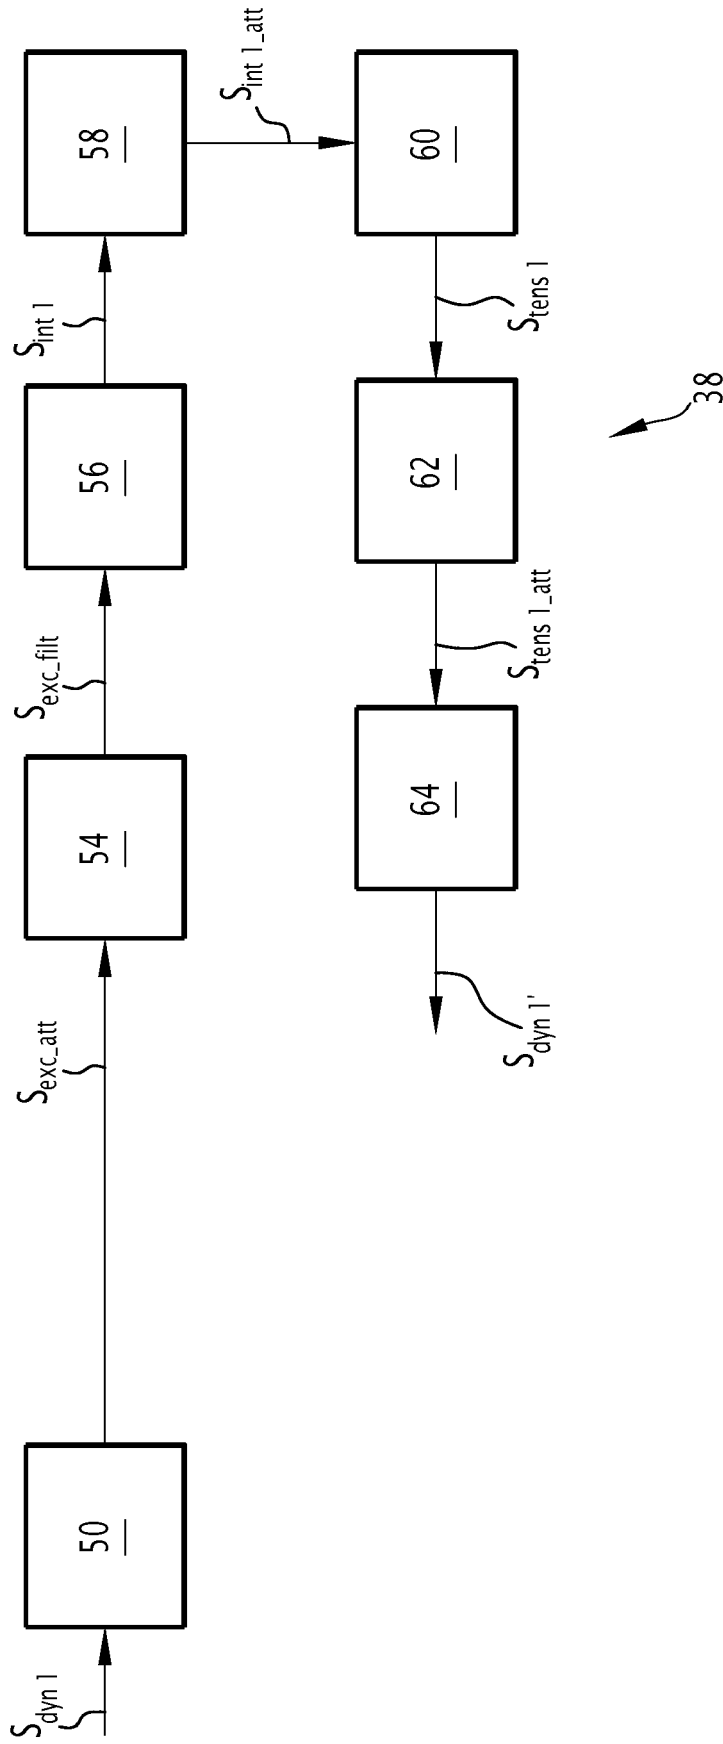 S_dyn 1
50
S_exc_att
54
S_exc_filt
56
S_int 1
58
S_int 1_att
60
S_tens 1
62
S_tens 1_att
64
S_dyn 1'
38